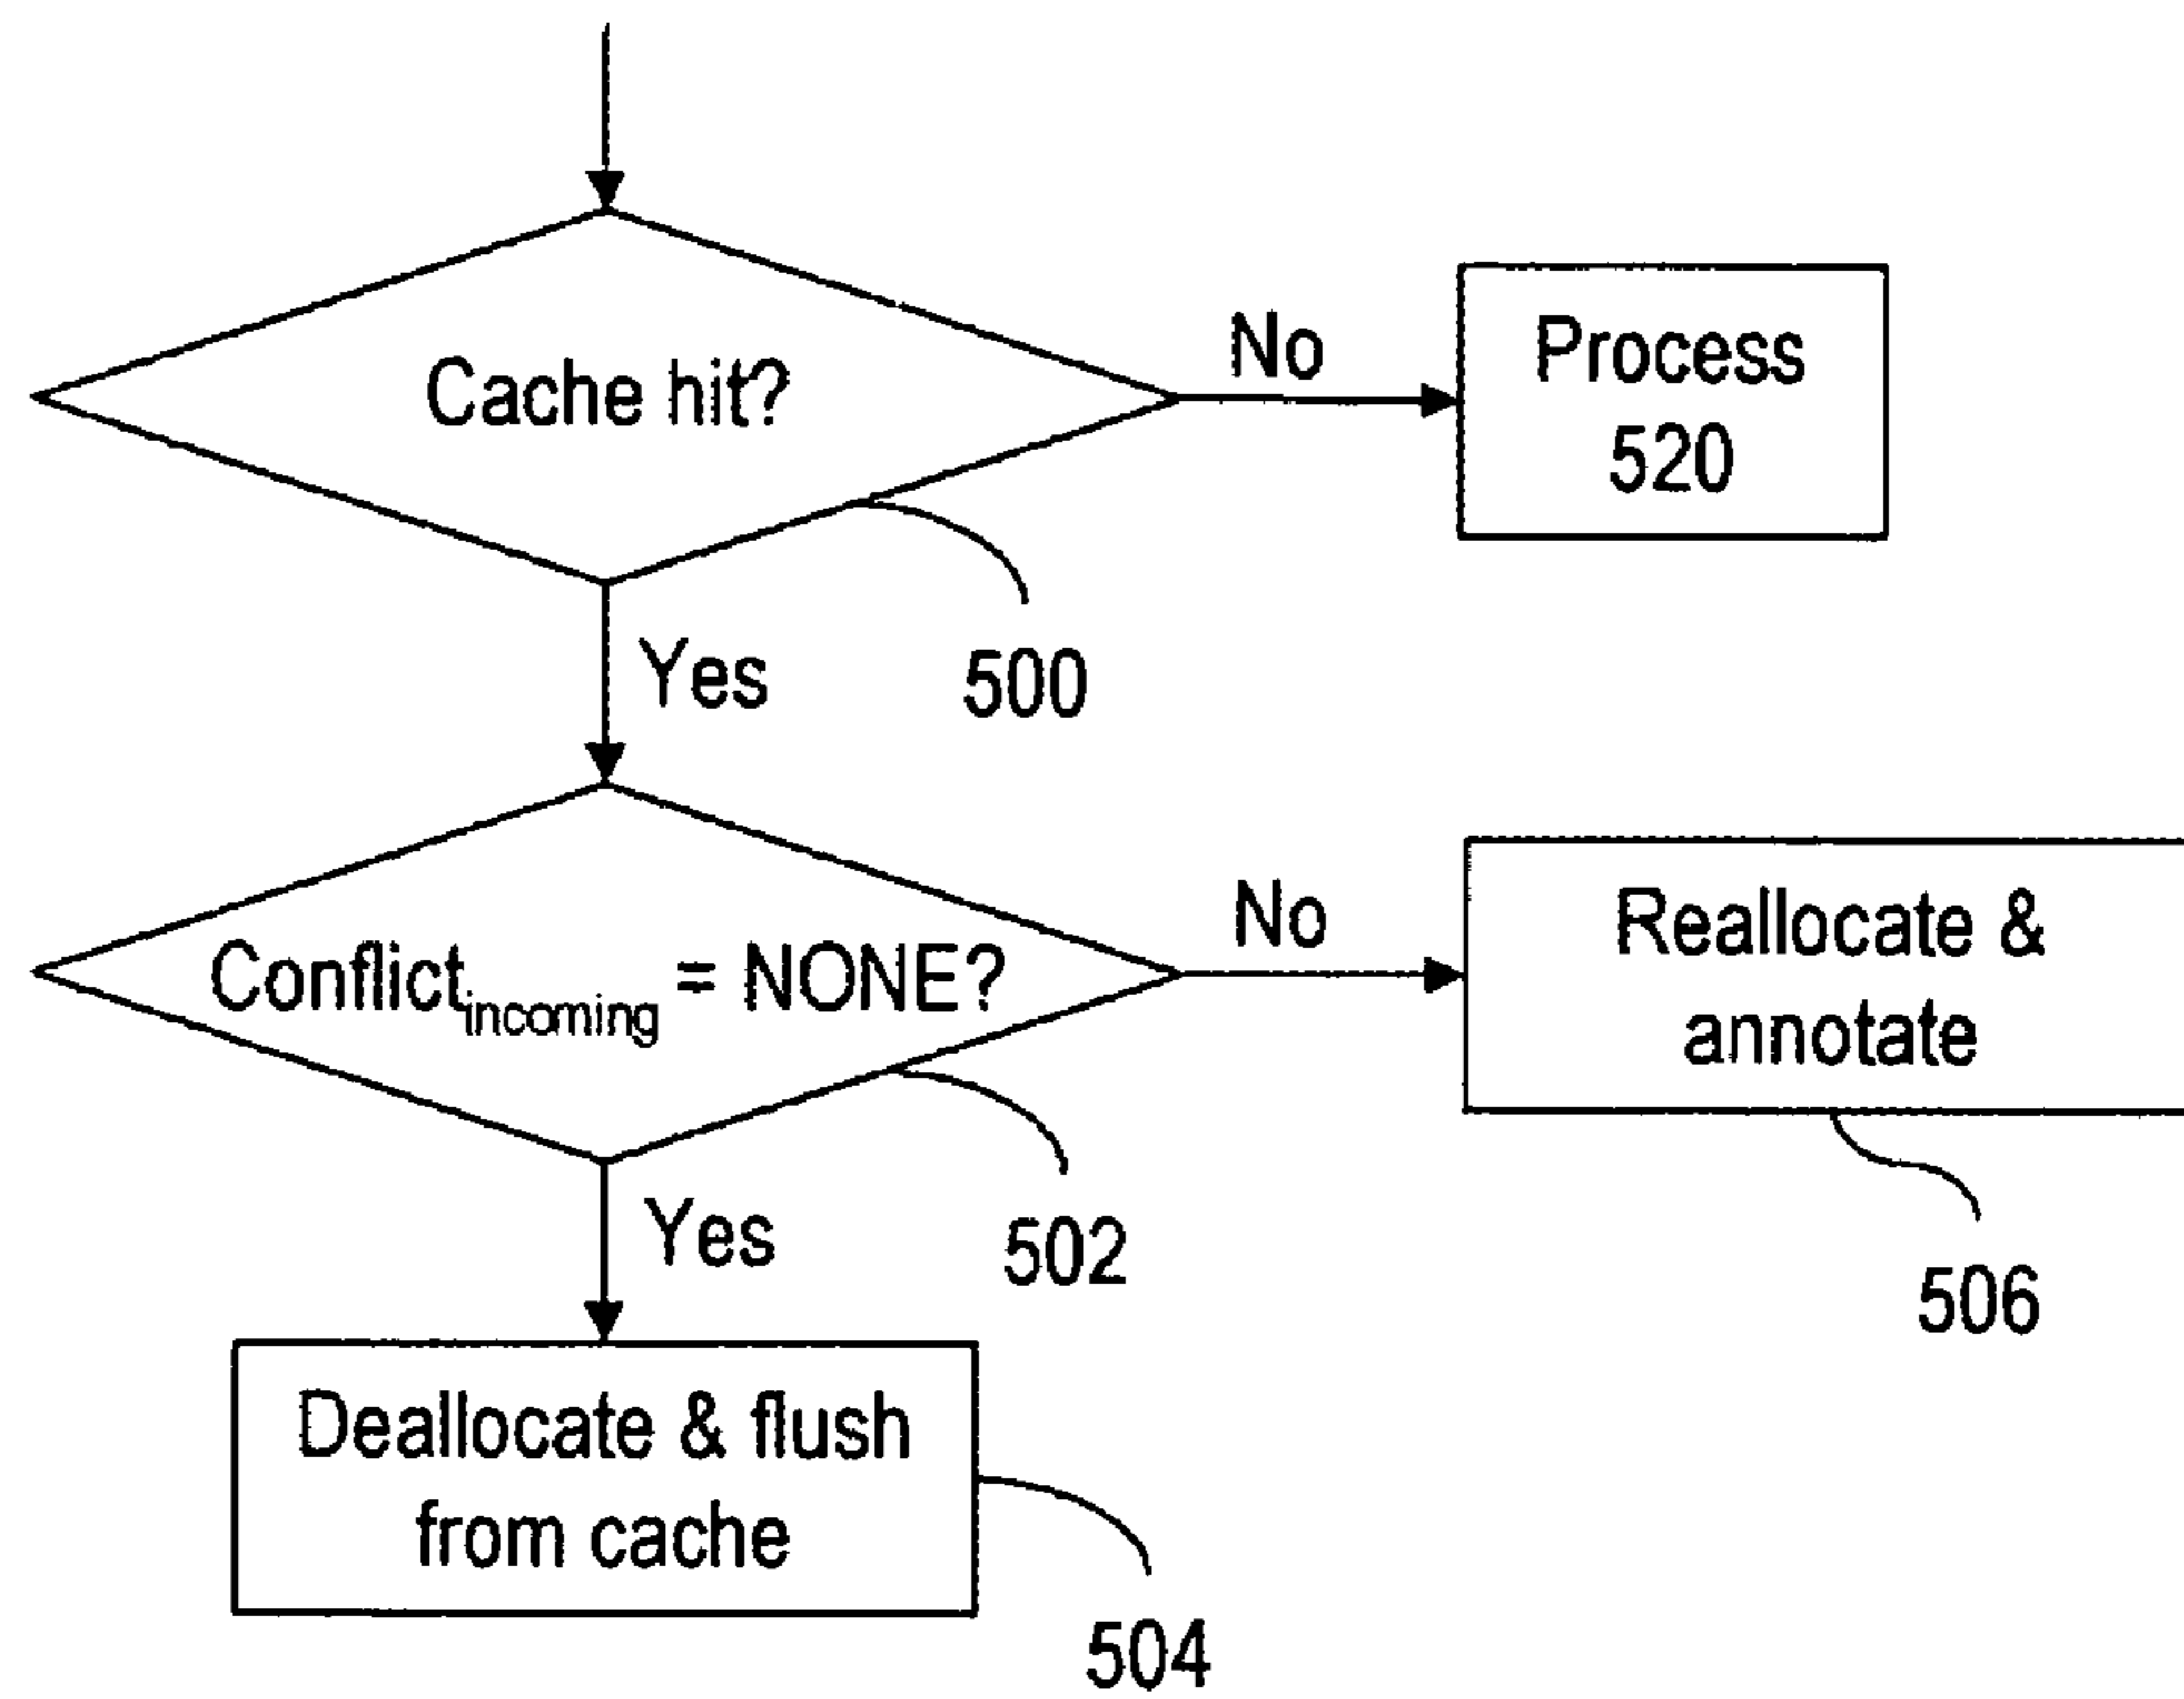 Cache hit?
No
Process
520
Yes
500
Conflictincoming = NONE?
No
Reallocate &
annotate
Yes
502
506
Deallocate & flush
from cache
504